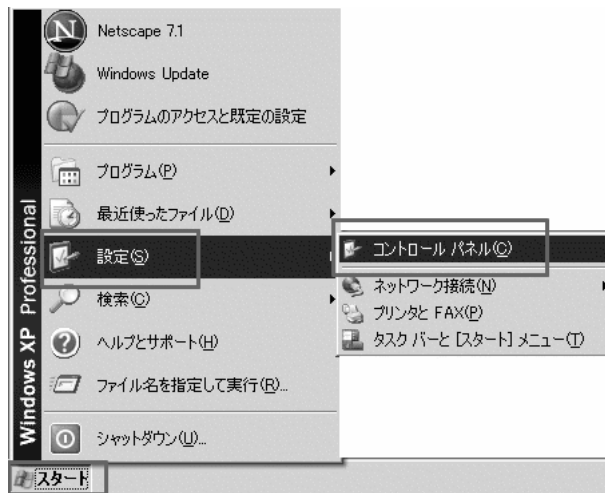 Netscape 7.1
Windows Update
プログラムのアクセスと既定の設定
プログラム(P)
最近使ったファイル(D)
設定(S)
検索(C)
ヘルプとサポート(H)
ファイル名を指定して実行(R)...
シャットダウン(U)...
コントロール パネル(C)
ネットワーク接続(N)
プリンタと FAX(P)
タスク バーと [スタート] メニュー(T)
Windows XP Professional
スタート